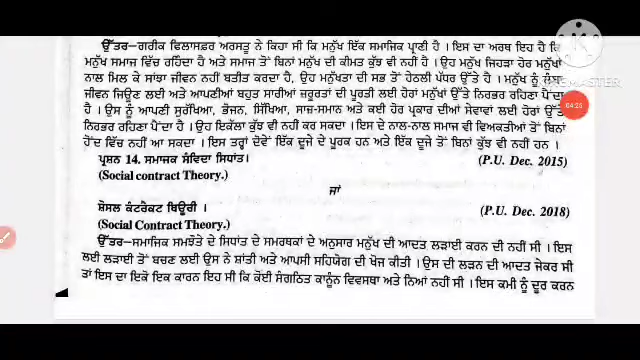 ਉੱਤਰ—ਗਰੀਕ ਫਿਲਾਸਫ਼ਰ ਅਰਸਤੂ ਨੇ ਕਿਹਾ ਸੀ ਕਿ ਮਨੁੱਖ ਇੱਕ ਸਮਾਜਿਕ ਪ੍ਰਾਣੀ ਹੈ। ਇਸ ਦਾ ਅਰਥ ਇਹ ਹੈ ਕਿ
ਮਨੁੱਖ ਸਮਾਜ ਵਿੱਚ ਰਹਿੰਦਾ ਹੈ ਅਤੇ ਸਮਾਜ ਤੋਂ ਬਿਨਾਂ ਮਨੁੱਖ ਦੀ ਕੀਮਤ ਕੁੱਝ ਵੀ ਨਹੀਂ ਹੈ। ਉਹ ਮਨੁੱਖ ਜਿਹੜਾ ਹੋਰ ਮਨੁੱਖਾਂ
ਨਾਲ ਮਿਲ ਕੇ ਸਾਂਝਾ ਜੀਵਨ ਨਹੀਂ ਬਤੀਤ ਕਰਦਾ ਹੈ, ਉਹ ਮਨੁੱਖਤਾ ਦੀ ਸਭ ਤੋਂ ਹੇਠਲੀ ਪੱਧਰ ਉੱਤੇ ਹੈ। ਮਨੁੱਖ ਨੂੰ ਲੰਬਾ
ਜੀਵਨ ਜਿਊਣ ਲਈ ਅਤੇ ਆਪਣੀਆਂ ਬਹੁਤ ਸਾਰੀਆਂ ਜ਼ਰੂਰਤਾਂ ਦੀ ਪੂਰਤੀ ਲਈ ਹੋਰਾਂ ਮਨੁੱਖਾਂ ਉੱਤੇ ਨਿਰਭਰ ਰਹਿਣਾ ਪੈਂਦਾ
ਹੈ। ਉਸ ਨੂੰ ਆਪਣੀ ਸੁਰੱਖਿਆ, ਭੋਜਨ, ਸਿੱਖਿਆ, ਸਾਜ਼-ਸਮਾਨ ਅਤੇ ਕਈ ਹੋਰ ਪ੍ਰਕਾਰ ਦੀਆਂ ਸੇਵਾਵਾਂ ਲਈ ਹੋਰਾਂ ਉੱਤੇ
ਨਿਰਭਰ ਰਹਿਣਾ ਪੈਂਦਾ ਹੈ। ਉਹ ਇਕੱਲਾ ਕੁੱਝ ਵੀ ਨਹੀਂ ਕਰ ਸਕਦਾ। ਇਸ ਦੇ ਨਾਲ-ਨਾਲ ਸਮਾਜ ਵੀ ਵਿਅਕਤੀਆਂ ਤੋਂ ਬਿਨਾਂ
ਹੋਂਦ ਵਿੱਚ ਨਹੀਂ ਆ ਸਕਦਾ। ਇਸ ਤਰ੍ਹਾਂ ਦੋਵੇਂ ਇੱਕ ਦੂਜੇ ਦੇ ਪੂਰਕ ਹਨ ਅਤੇ ਇੱਕ ਦੂਜੇ ਤੋਂ ਬਿਨਾਂ ਕੁੱਝ ਵੀ ਨਹੀਂ ਹਨ।
ਪ੍ਰਸ਼ਨ 14. ਸਮਾਜਕ ਸੰਵਿਦਾ ਸਿਧਾਂਤ। (P.U. Dec. 2015)
(Social contract Theory.)
ਜਾਂ
ਸ਼ੋਸਲ ਕੰਟਰੈਕਟ ਥਿਊਰੀ। (P.U. Dec. 2018)
(Social Contract Theory.)
ਉੱਤਰ—ਸਮਾਜਿਕ ਸਮਝੌਤੇ ਦੇ ਸਿਧਾਂਤ ਦੇ ਸਮਰਥਕਾਂ ਦੇ ਅਨੁਸਾਰ ਮਨੁੱਖ ਦੀ ਆਦਤ ਲੜਾਈ ਕਰਨ ਦੀ ਨਹੀਂ ਸੀ। ਇਸ
ਲਈ ਲੜਾਈ ਤੋਂ ਬਚਣ ਲਈ ਉਸ ਨੇ ਸ਼ਾਂਤੀ ਅਤੇ ਆਪਸੀ ਸਹਿਯੋਗ ਦੀ ਖੋਜ ਕੀਤੀ। ਉਸ ਦੀ ਲੜਨ ਦੀ ਆਦਤ ਜੇਕਰ ਸੀ
ਤਾਂ ਇਸ ਦਾ ਇਕੋ ਇਕ ਕਾਰਨ ਇਹ ਸੀ ਕਿ ਕੋਈ ਸੰਗਠਿਤ ਕਾਨੂੰਨ ਵਿਵਸਥਾ ਅਤੇ ਨਿਆਂ ਨਹੀਂ ਸੀ। ਇਸ ਕਮੀ ਨੂੰ ਦੂਰ ਕਰਨ